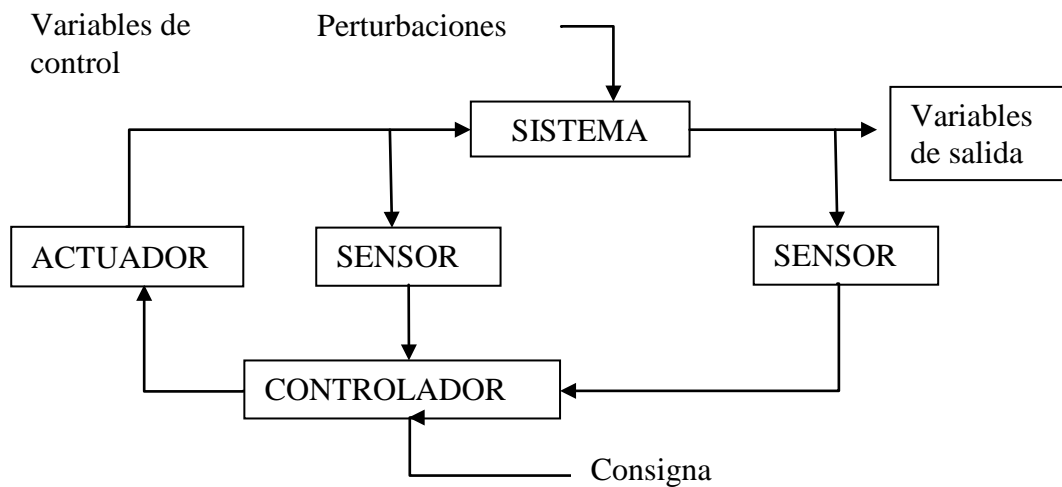 Variables de
control
Perturbaciones
SISTEMA
Variables
de salida
ACTUADOR
SENSOR
SENSOR
CONTROLADOR
Consigna